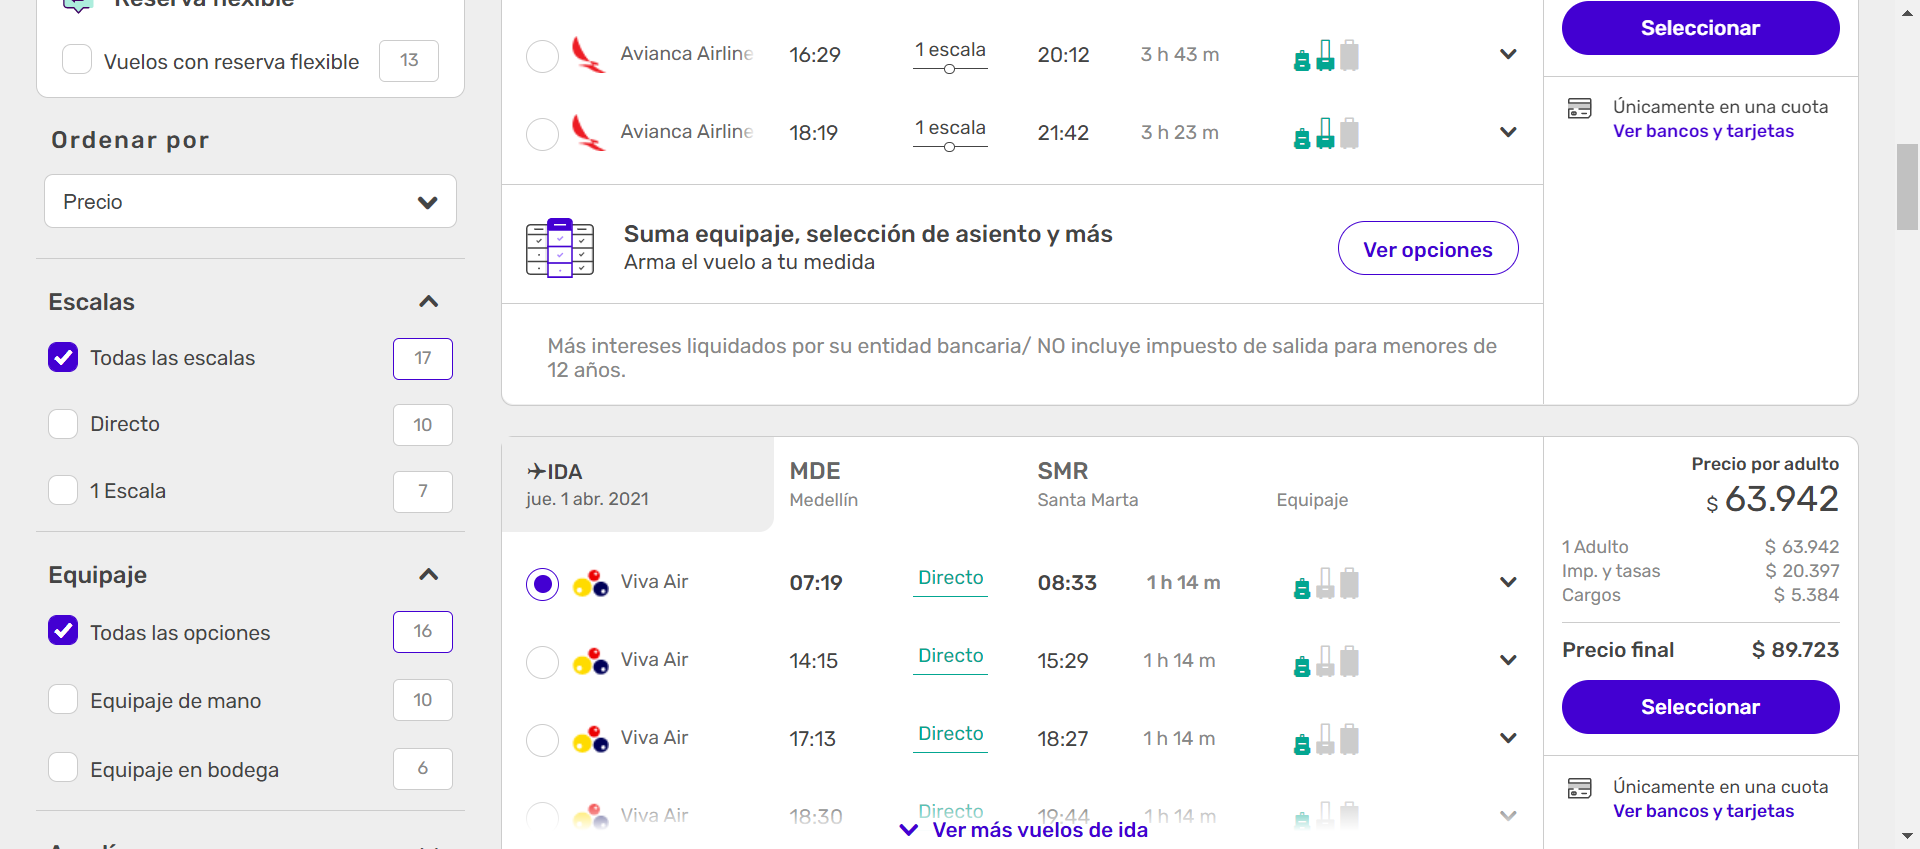 Reserva flexible
Vuelos con reserva flexible 13
Ordenar por
Precio
Escalas
Todas las escalas 17
Directo 10
1 Escala 7
Equipaje
Todas las opciones 16
Equipaje de mano 10
Equipaje en bodega 6
Avianca Airline 16:29 1 escala 20:12 3 h 43 m
Avianca Airline 18:19 1 escala 21:42 3 h 23 m
Suma equipaje, selección de asiento y más
Arma el vuelo a tu medida
Ver opciones
Más intereses liquidados por su entidad bancaria/ NO incluye impuesto de salida para menores de
12 años.
Seleccionar
Únicamente en una cuota
Ver bancos y tarjetas
IDA MDE SMR
jue. 1 abr. 2021 Medellín Santa Marta Equipaje
Viva Air 07:19 Directo 08:33 1 h 14 m
Viva Air 14:15 Directo 15:29 1 h 14 m
Viva Air 17:13 Directo 18:27 1 h 14 m
Viva Air 18:30 Directo 19:44 1 h 14 m
Ver más vuelos de ida
Precio por adulto
$ 63.942
1 Adulto $ 63.942
Imp. y tasas $ 20.397
Cargos $ 5.384
Precio final $ 89.723
Seleccionar
Únicamente en una cuota
Ver bancos y tarjetas